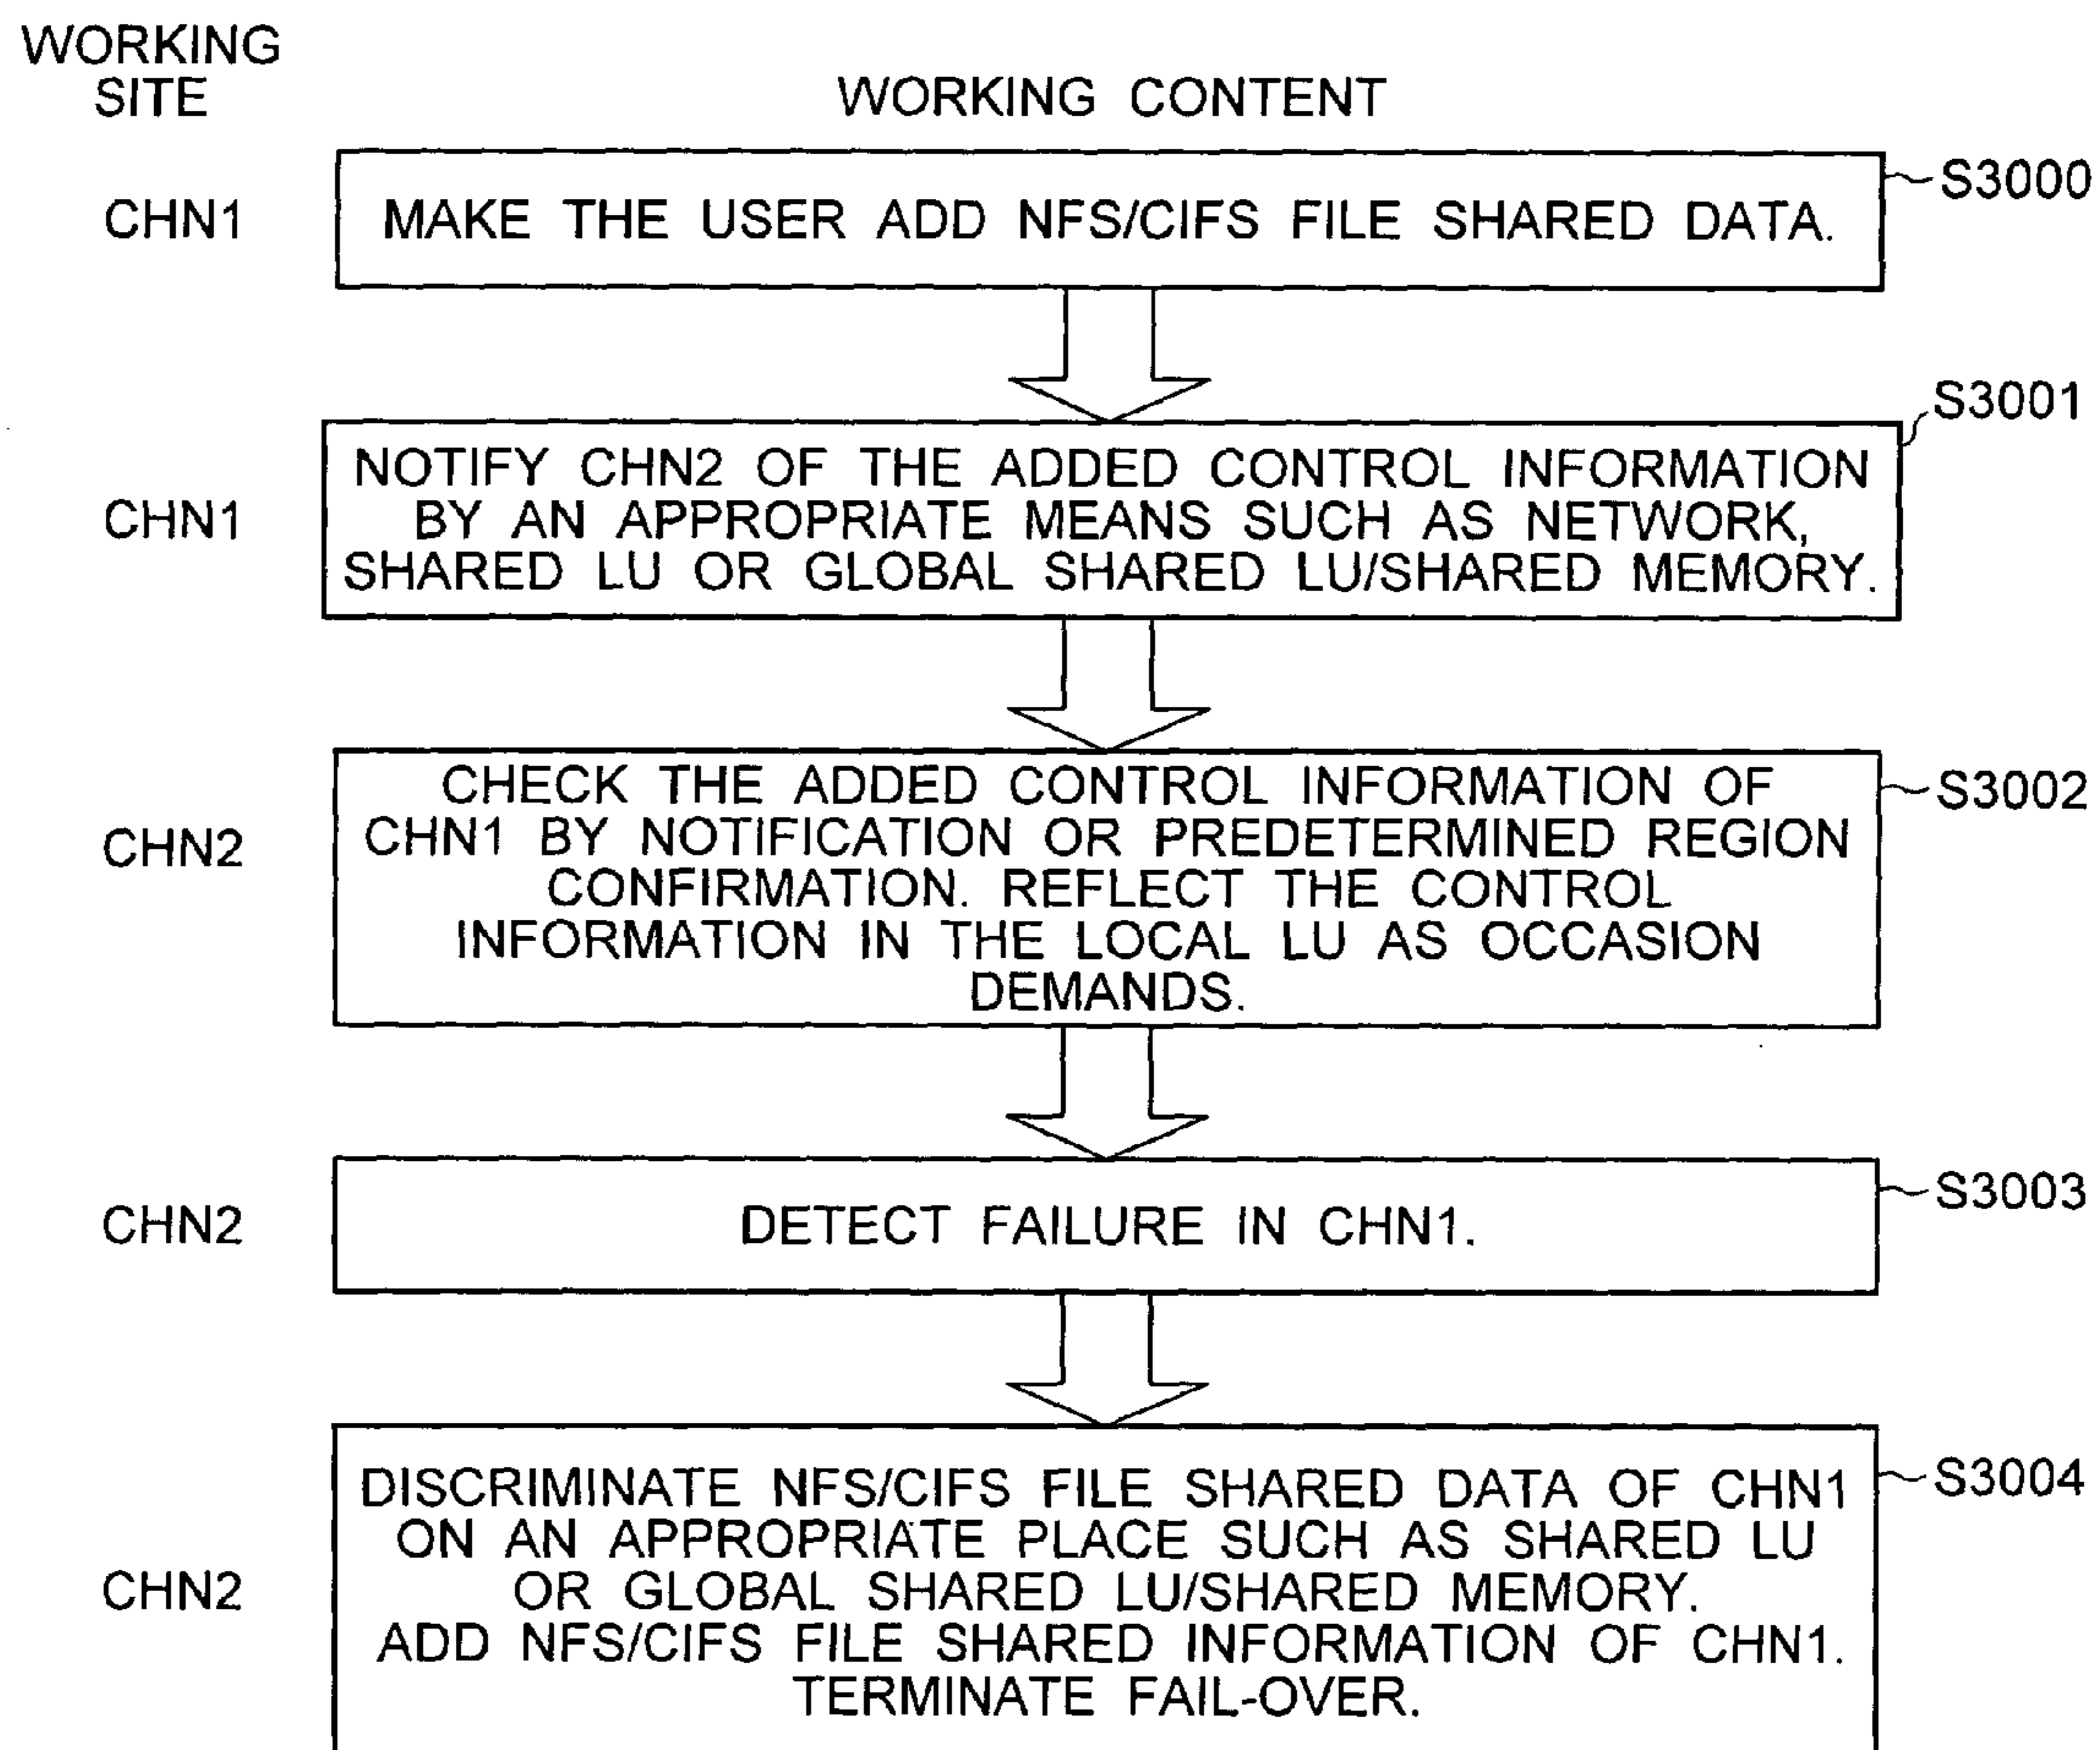 WORKING
SITE
WORKING CONTENT
CHN1
MAKE THE USER ADD NFS/CIFS FILE SHARED DATA.
S3000
CHN1
NOTIFY CHN2 OF THE ADDED CONTROL INFORMATION
BY AN APPROPRIATE MEANS SUCH AS NETWORK,
SHARED LU OR GLOBAL SHARED LU/SHARED MEMORY.
S3001
CHN2
CHECK THE ADDED CONTROL INFORMATION OF
CHN1 BY NOTIFICATION OR PREDETERMINED REGION
CONFIRMATION. REFLECT THE CONTROL
INFORMATION IN THE LOCAL LU AS OCCASION
DEMANDS.
S3002
CHN2
DETECT FAILURE IN CHN1.
S3003
CHN2
DISCRIMINATE NFS/CIFS FILE SHARED DATA OF CHN1
ON AN APPROPRIATE PLACE SUCH AS SHARED LU
OR GLOBAL SHARED LU/SHARED MEMORY.
ADD NFS/CIFS FILE SHARED INFORMATION OF CHN1.
TERMINATE FAIL-OVER.
S3004